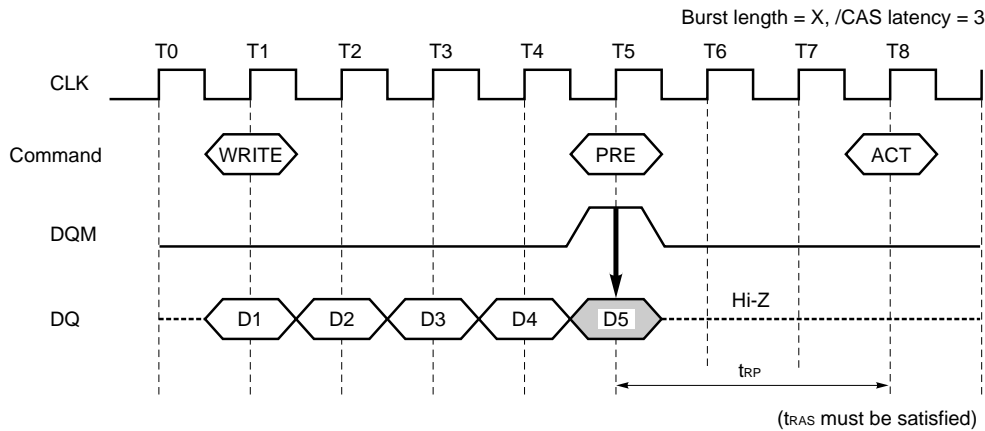 Burst length = X, /CAS latency = 3
T0 T1 T2 T3 T4 T5 T6 T7 T8
CLK
Command WRITE PRE ACT
DQM
Hi-Z
DQ D1 D2 D3 D4 D5
tRP
(tRAS must be satisfied)